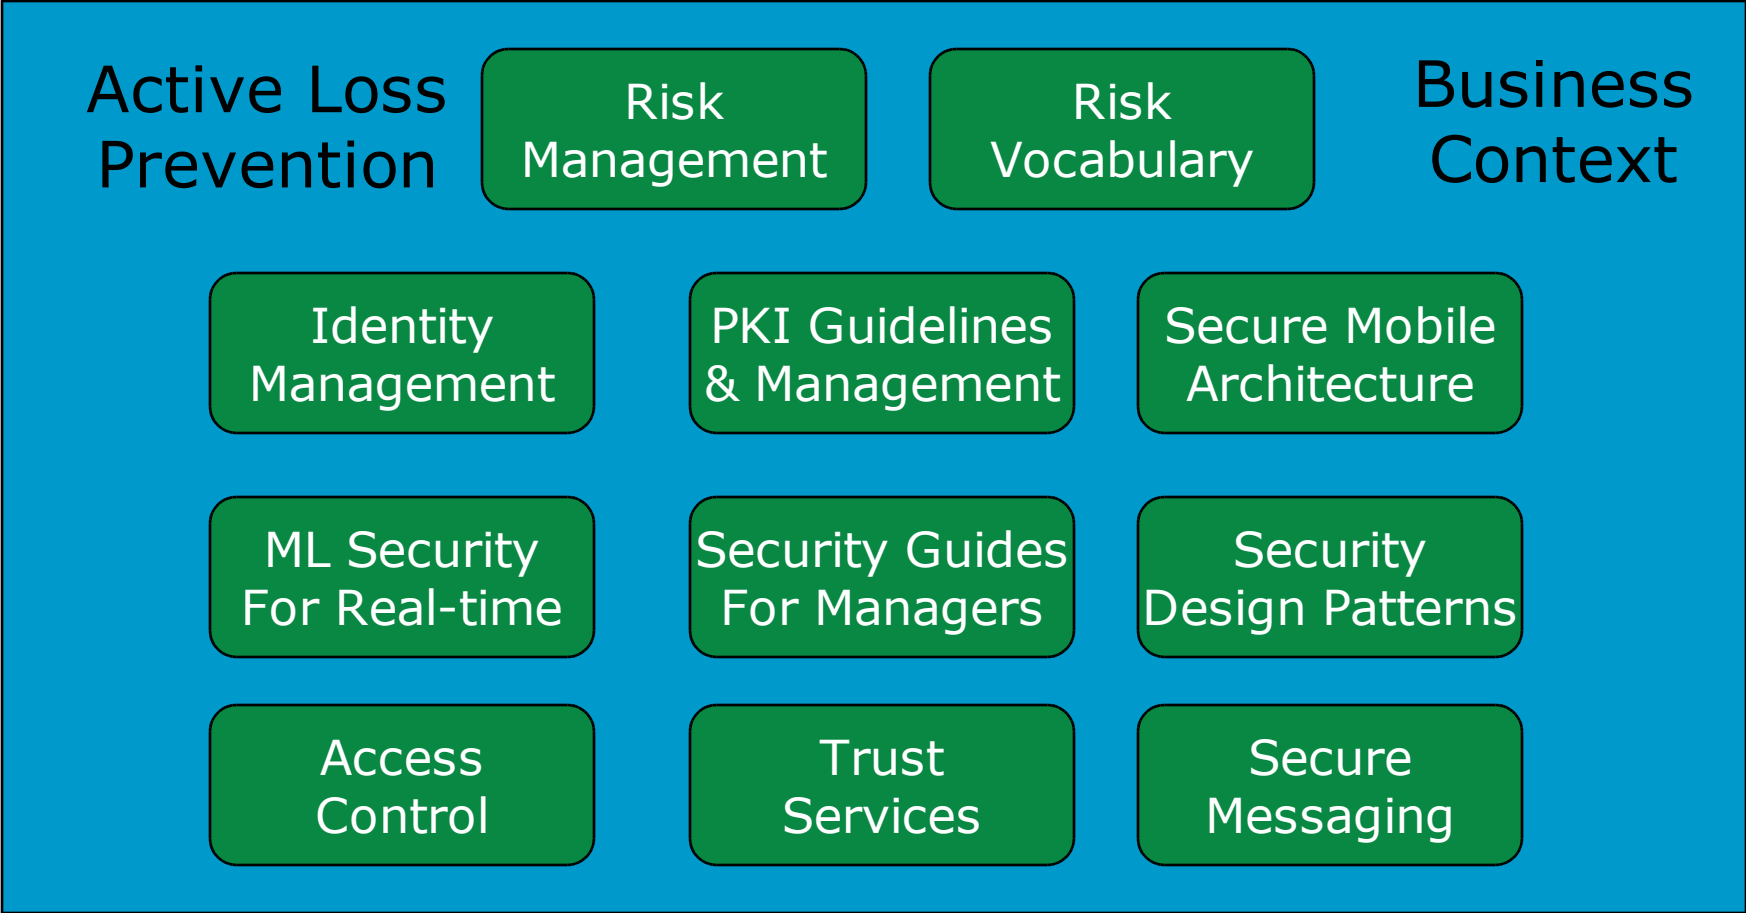 Active Loss
Prevention
Risk
Management
Risk
Vocabulary
Business
Context
Identity
Management
PKI Guidelines
& Management
Secure Mobile
Architecture
ML Security
For Real-time
Security Guides
For Managers
Security
Design Patterns
Access
Control
Trust
Services
Secure
Messaging